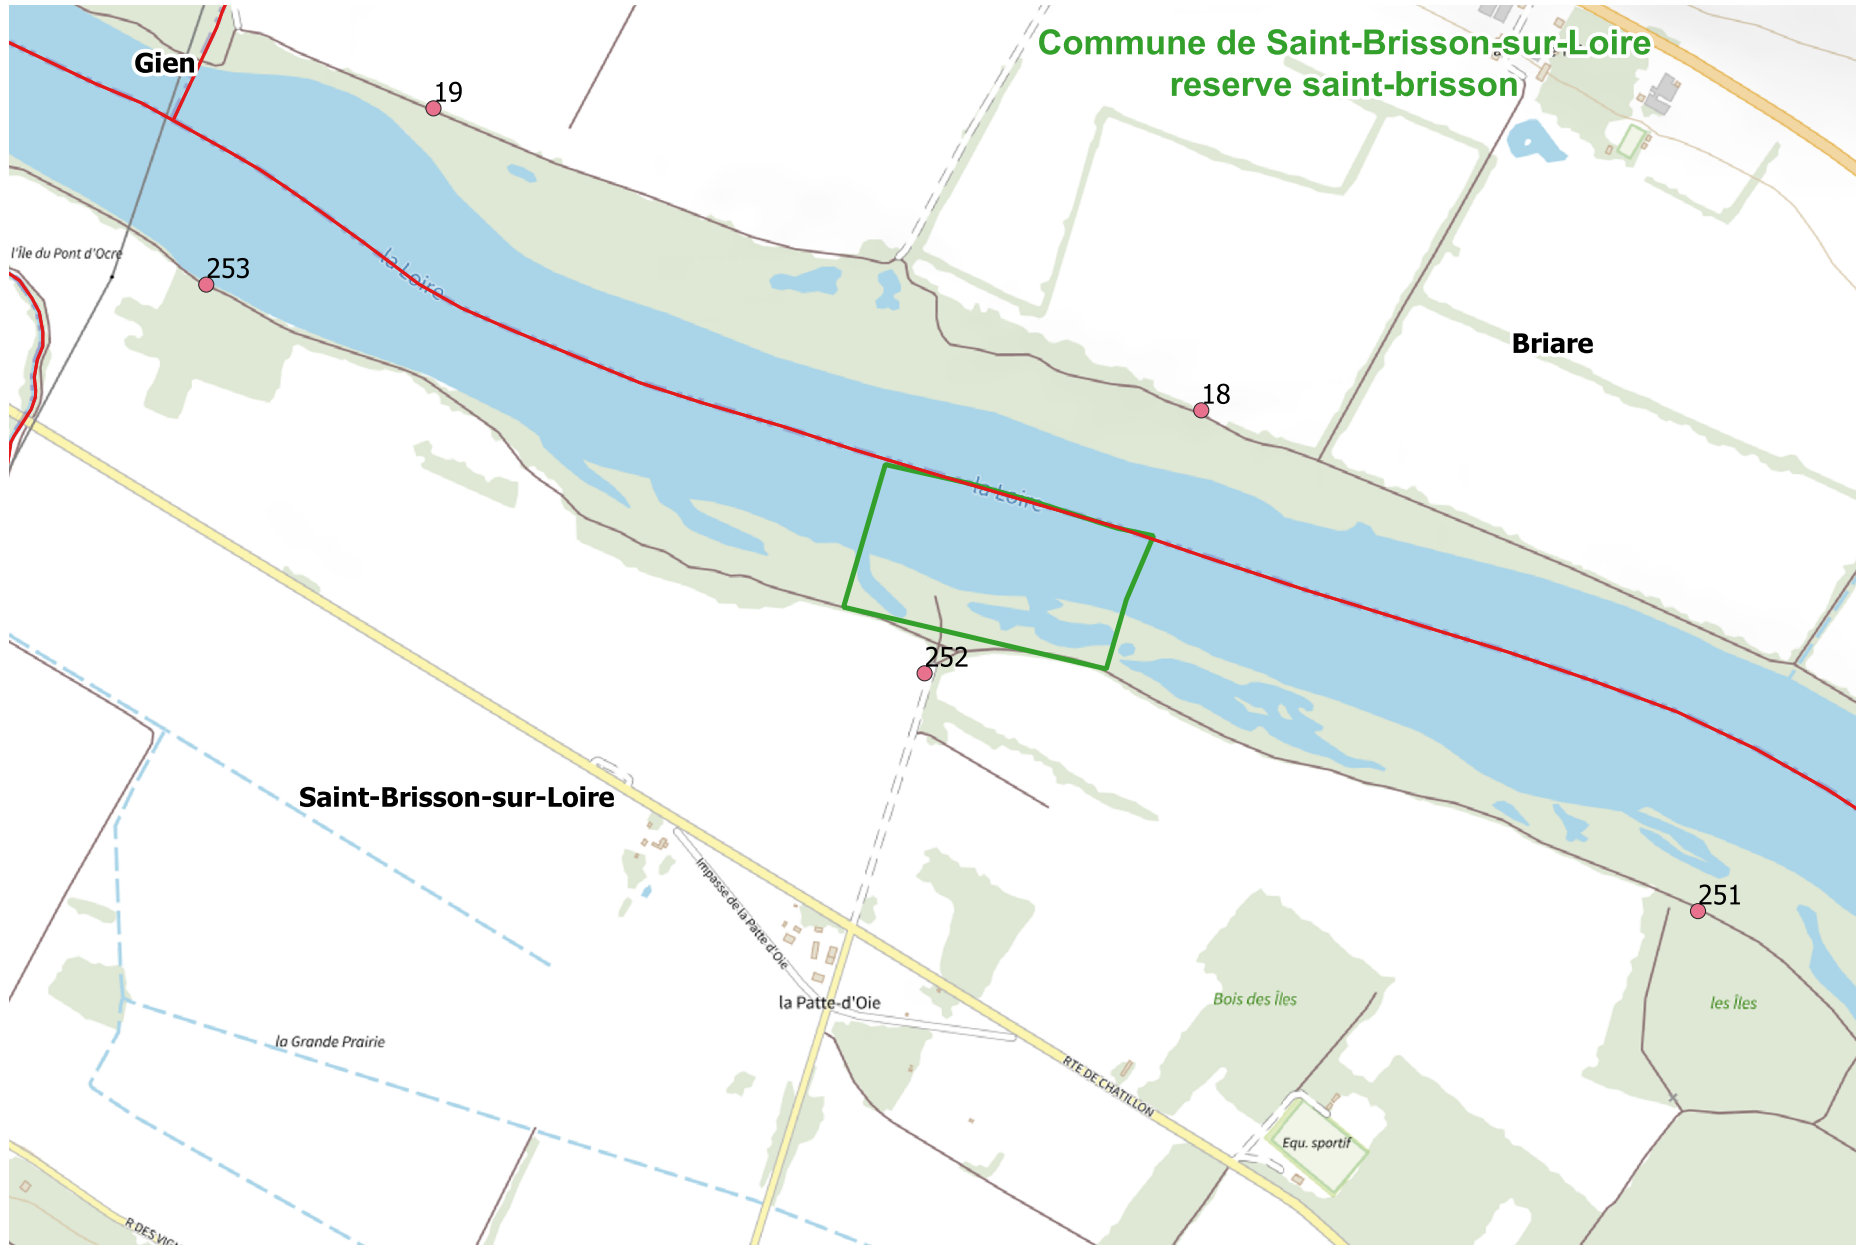 Commune de Saint-Brisson-sur-Loire
reserve saint-brisson
Gien
19
l'Île du Pont d'Ocre
253
la Loire
Briare
18
la Loire
252
Saint-Brisson-sur-Loire
Impasse de la Patte d'Oie
251
la Patte-d'Oie
Bois des Îles
les Îles
la Grande Prairie
RTE DE CHATILLON
Equ. sportif
R DES VIG